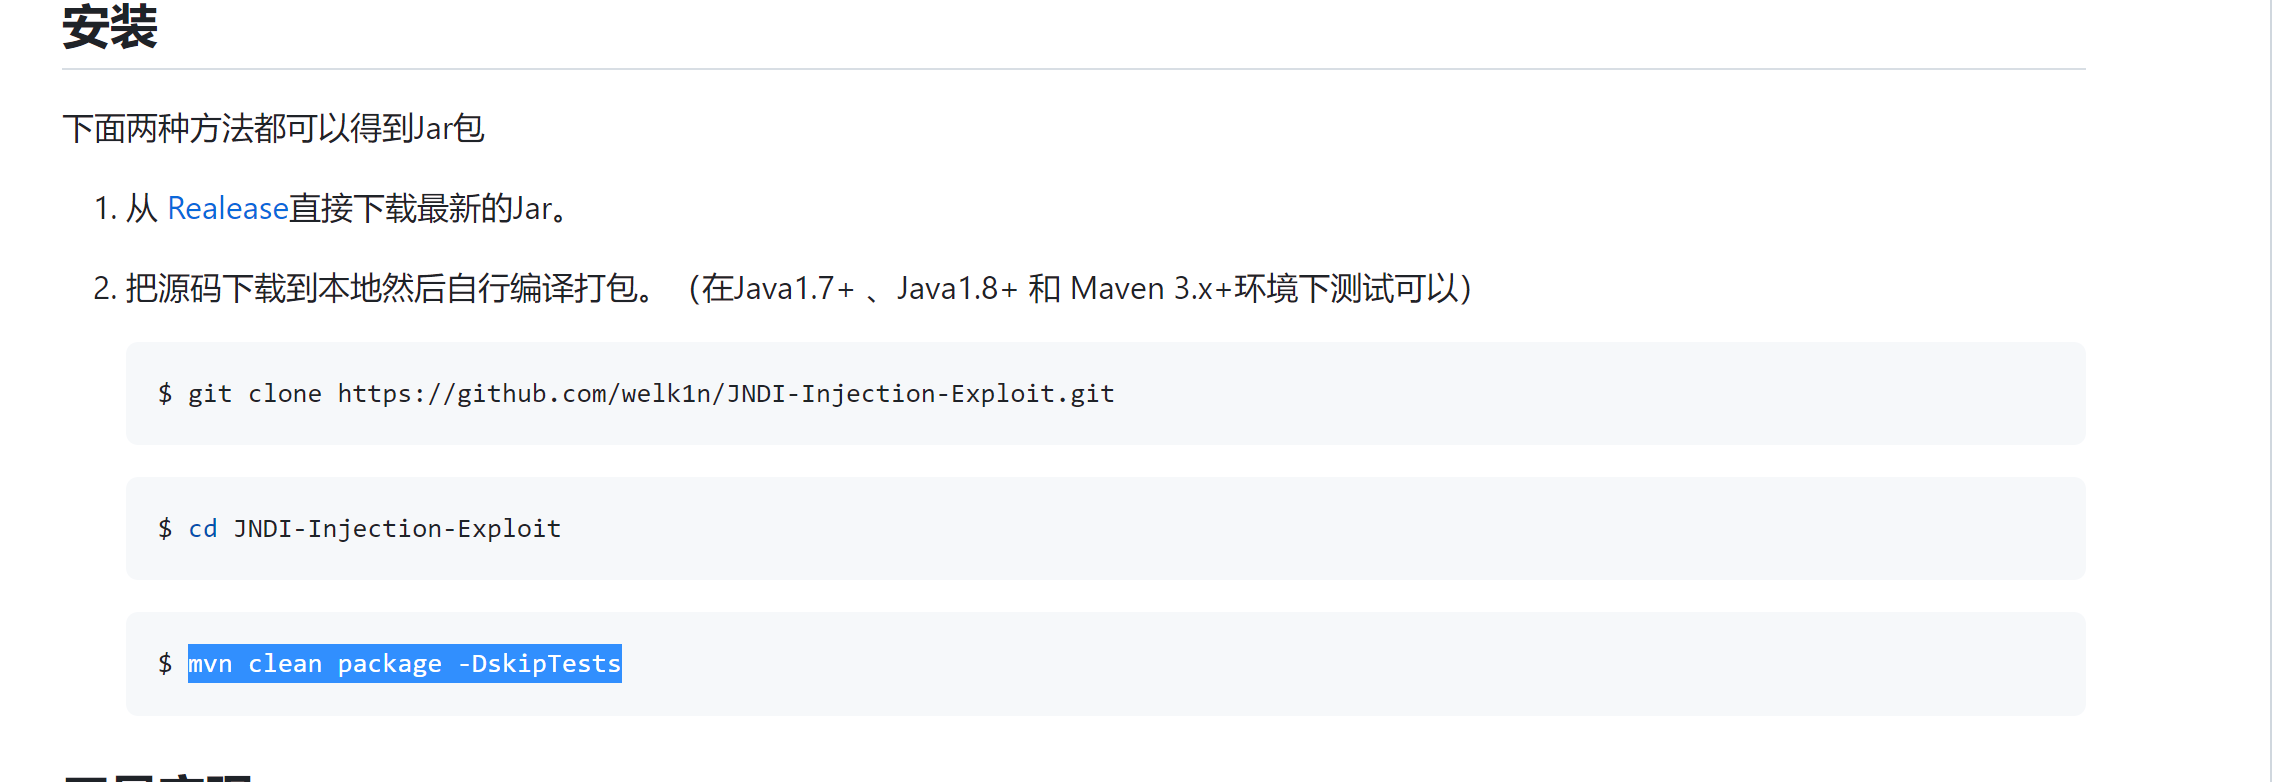 安装
下面两种方法都可以得到Jar包
1. 从 Realease直接下载最新的Jar。
2. 把源码下载到本地然后自行编译打包。（在Java1.7+ 、Java1.8+ 和 Maven 3.x+环境下测试可以）
$ git clone https://github.com/welk1n/JNDI-Injection-Exploit.git
$ cd JNDI-Injection-Exploit
$ mvn clean package -DskipTests